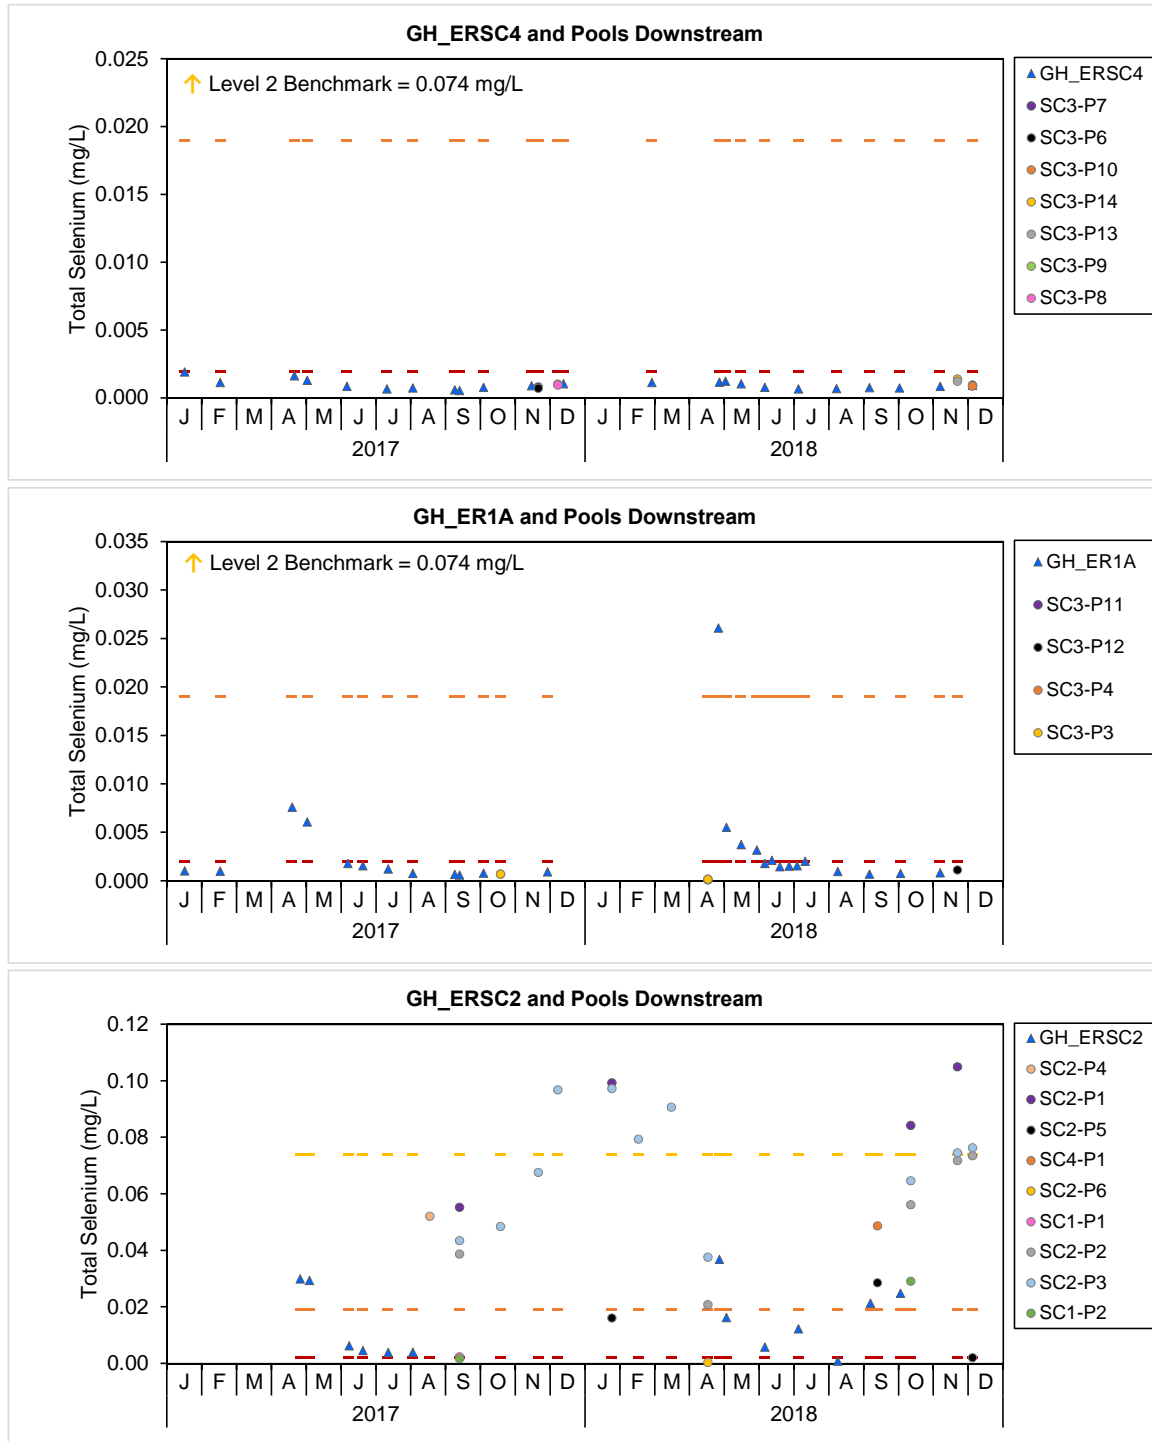 GH_ERSC4 and Pools Downstream
Total Selenium (mg/L)
0.025
0.020
0.015
0.010
0.005
0.000
↑ Level 2 Benchmark = 0.074 mg/L
J F M A M J J A S O N D J F M A M J J A S O N D
2017 2018
GH_ERSC4
SC3-P7
SC3-P6
SC3-P10
SC3-P14
SC3-P13
SC3-P9
SC3-P8
GH_ER1A and Pools Downstream
Total Selenium (mg/L)
0.035
0.030
0.025
0.020
0.015
0.010
0.005
0.000
↑ Level 2 Benchmark = 0.074 mg/L
J F M A M J J A S O N D J F M A M J J A S O N D
2017 2018
GH_ER1A
SC3-P11
SC3-P12
SC3-P4
SC3-P3
GH_ERSC2 and Pools Downstream
Total Selenium (mg/L)
0.12
0.10
0.08
0.06
0.04
0.02
0.00
J F M A M J J A S O N D J F M A M J J A S O N D
2017 2018
GH_ERSC2
SC2-P4
SC2-P1
SC2-P5
SC4-P1
SC2-P6
SC1-P1
SC2-P2
SC2-P3
SC1-P2